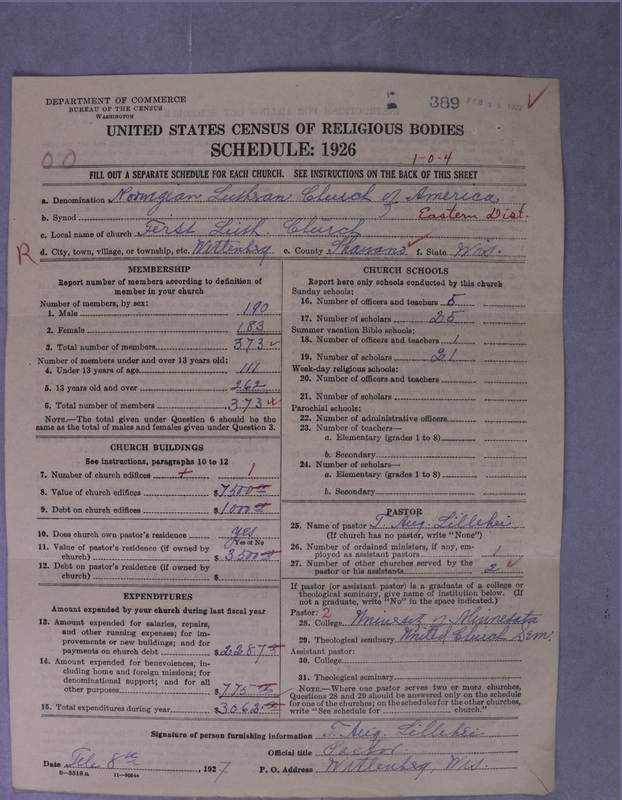 DEPARTMENT OF COMMERCE
BUREAU OF THE CENSUS
WASHINGTON
389 FEB 11
UNITED STATES CENSUS OF RELIGIOUS BODIES
SCHEDULE: 1926
00
1-0-4
FILL OUT A SEPARATE SCHEDULE FOR EACH CHURCH. SEE INSTRUCTIONS ON THE BACK OF THIS SHEET
a. Denomination Norwegian Lutheran Church of America
b. Synod Eastern Dist.
c. Local name of church First Luth. Church
R d. City, town, village, or township, etc. Wittenberg e. County Shawano f. State Wis.
MEMBERSHIP
Report number of members according to definition of
member in your church
Number of members, by sex:
1. Male 190
2. Female 183
3. Total number of members 373
Number of members under and over 13 years old:
4. Under 13 years of age 111
5. 13 years old and over 262
6. Total number of members 373
NOTE.—The total given under Question 6 should be the
same as the total of males and females given under Question 3.
CHURCH BUILDINGS
See instructions, paragraphs 10 to 12
7. Number of church edifices 1
8. Value of church edifices $7500
9. Debt on church edifices $1000
10. Does church own pastor's residence yes
Yes or No
11. Value of pastor's residence (if owned by
church) $3500
12. Debt on pastor's residence (if owned by
church) $
EXPENDITURES
Amount expended by your church during last fiscal year
13. Amount expended for salaries, repairs,
and other running expenses; for im-
provements or new buildings; and for
payments on church debt $2287
14. Amount expended for benevolences, in-
cluding home and foreign missions; for
denominational support; and for all
other purposes $775
15. Total expenditures during year $3062
CHURCH SCHOOLS
Report here only schools conducted by this church
Sunday schools:
16. Number of officers and teachers 5
17. Number of scholars 25
Summer vacation Bible schools:
18. Number of officers and teachers 1
19. Number of scholars 21
Week-day religious schools:
20. Number of officers and teachers
21. Number of scholars
Parochial schools:
22. Number of administrative officers
23. Number of teachers—
a. Elementary (grades 1 to 8)
b. Secondary
24. Number of scholars—
a. Elementary (grades 1 to 8)
b. Secondary
PASTOR
25. Name of pastor T. Aug. Lillehei
(If church has no pastor, write "None")
26. Number of ordained ministers, if any, em-
ployed as assistant pastors 1
27. Number of other churches served by the
pastor or his assistants 2
If pastor (or assistant pastor) is a graduate of a college or
theological seminary, give name of institution below. (If
not a graduate, write "No" in the space indicated.)
Pastor: 2
28. College University of Minnesota
29. Theological seminary United Church Sem.
Assistant pastor:
30. College
31. Theological seminary
NOTE.—Where one pastor serves two or more churches,
Questions 28 and 29 should be answered only on the schedule
for one of the churches; on the schedules for the other churches,
write "See schedule for church."
Signature of person furnishing information T. Aug. Lillehei
Official title Pastor
Date Feb 8th, 1927 P. O. Address Wittenberg, Wis.
8—5518a